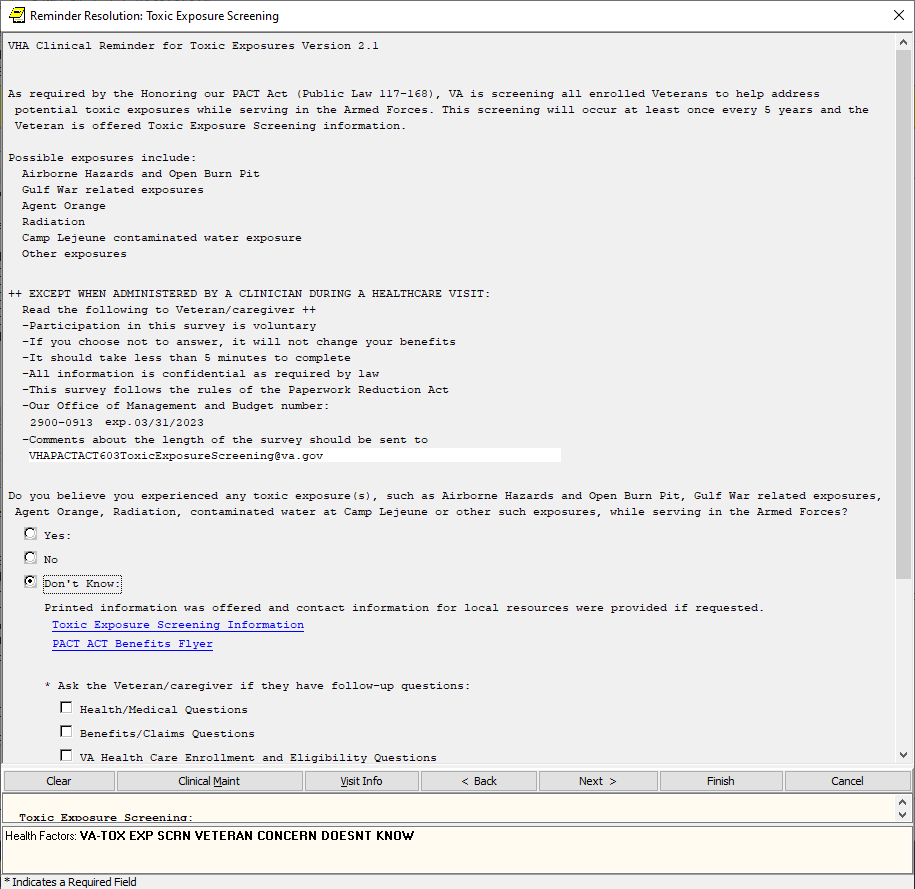 Reminder Resolution: Toxic Exposure Screening
VHA Clinical Reminder for Toxic Exposures Version 2.1
As required by the Honoring our PACT Act (Public Law 117-168), VA is screening all enrolled Veterans to help address
potential toxic exposures while serving in the Armed Forces. This screening will occur at least once every 5 years and the
Veteran is offered Toxic Exposure Screening information.
Possible exposures include:
Airborne Hazards and Open Burn Pit
Gulf War related exposures
Agent Orange
Radiation
Camp Lejeune contaminated water exposure
Other exposures
++ EXCEPT WHEN ADMINISTERED BY A CLINICIAN DURING A HEALTHCARE VISIT:
Read the following to Veteran/caregiver ++
-Participation in this survey is voluntary
-If you choose not to answer, it will not change your benefits
-It should take less than 5 minutes to complete
-All information is confidential as required by law
-This survey follows the rules of the Paperwork Reduction Act
-Our Office of Management and Budget number:
2900-0913 exp.03/31/2023
-Comments about the length of the survey should be sent to
VHAPACTACT603ToxicExposureScreening@va.gov
Do you believe you experienced any toxic exposure(s), such as Airborne Hazards and Open Burn Pit, Gulf War related exposures,
Agent Orange, Radiation, contaminated water at Camp Lejeune or other such exposures, while serving in the Armed Forces?
Yes:
No
Don't Know:
Printed information was offered and contact information for local resources were provided if requested.
Toxic Exposure Screening Information
PACT ACT Benefits Flyer
* Ask the Veteran/caregiver if they have follow-up questions:
Health/Medical Questions
Benefits/Claims Questions
VA Health Care Enrollment and Eligibility Questions
Clear Clinical Maint Visit Info < Back Next > Finish Cancel
Toxic Exposure Screening:
Health Factors: VA-TOX EXP SCRN VETERAN CONCERN DOESNT KNOW
* Indicates a Required Field